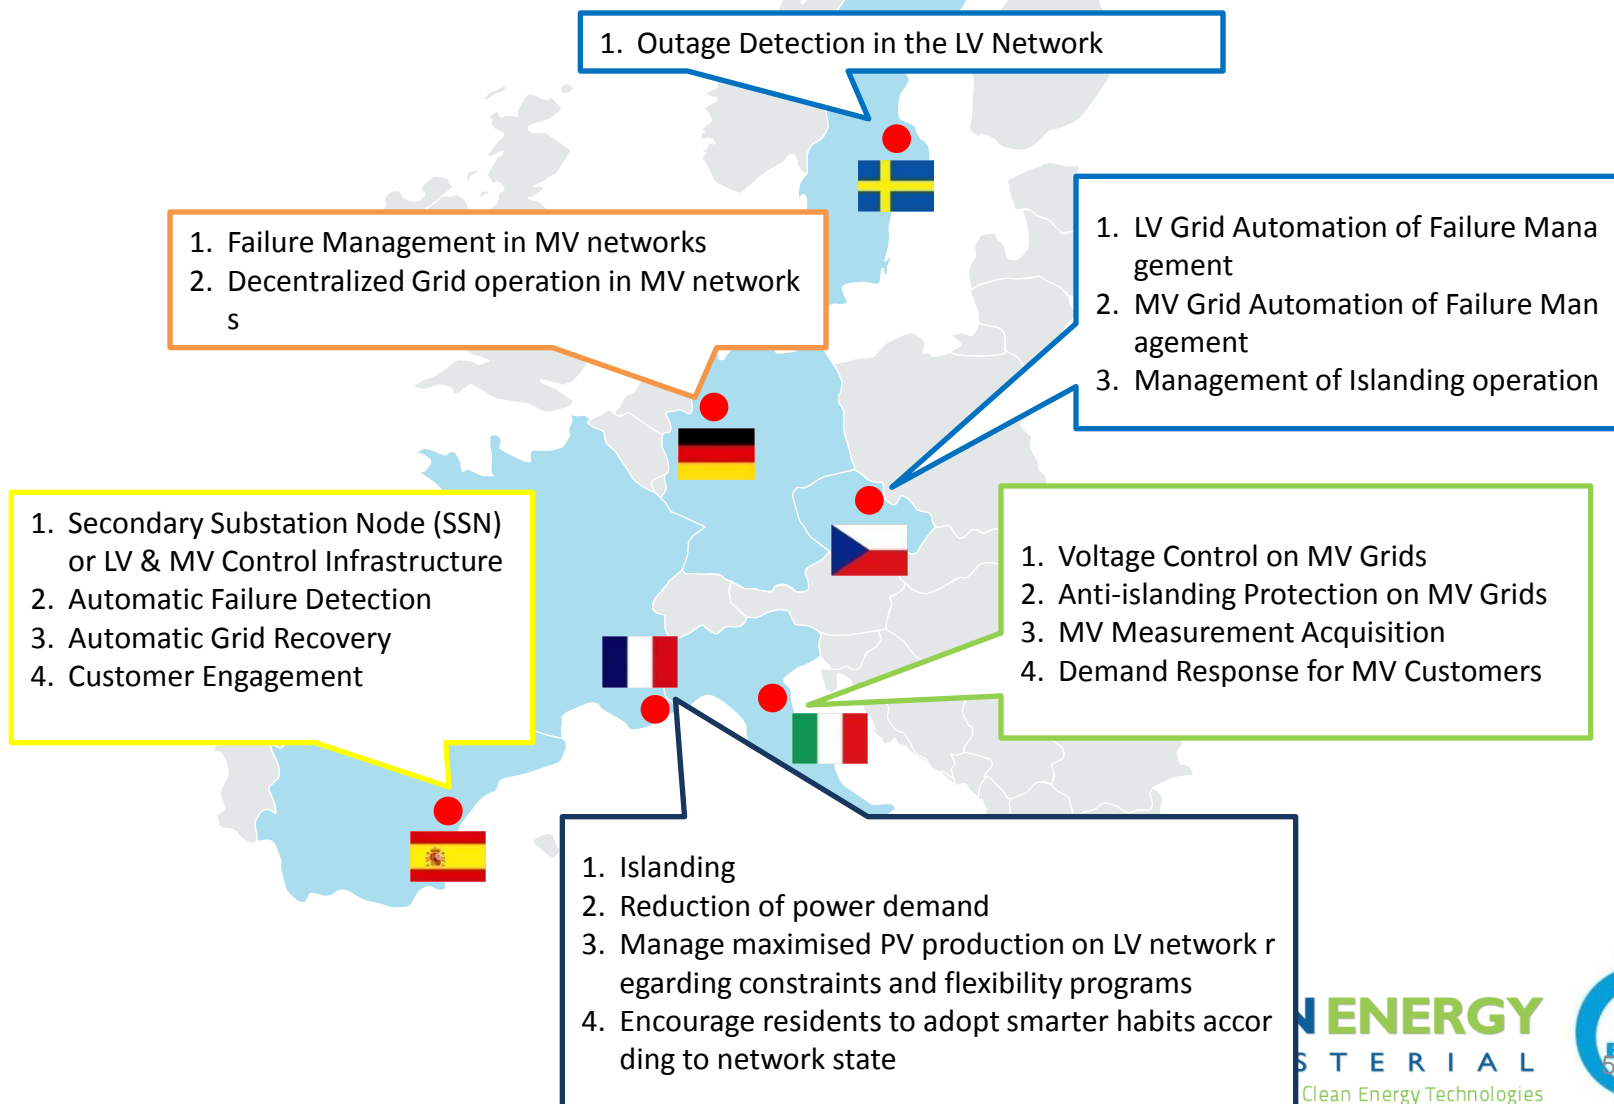 1. Outage Detection in the LV Network
1. Failure Management in MV networks
2. Decentralized Grid operation in MV network
s
1. LV Grid Automation of Failure Mana
gement
2. MV Grid Automation of Failure Man
agement
3. Management of Islanding operation
1. Secondary Substation Node (SSN)
or LV & MV Control Infrastructure
2. Automatic Failure Detection
3. Automatic Grid Recovery
4. Customer Engagement
1. Voltage Control on MV Grids
2. Anti-islanding Protection on MV Grids
3. MV Measurement Acquisition
4. Demand Response for MV Customers
1. Islanding
2. Reduction of power demand
3. Manage maximised PV production on LV network r
egarding constraints and flexibility programs
4. Encourage residents to adopt smarter habits accor
ding to network state
N ENERGY
STERIAL
Clean Energy Technologies
5